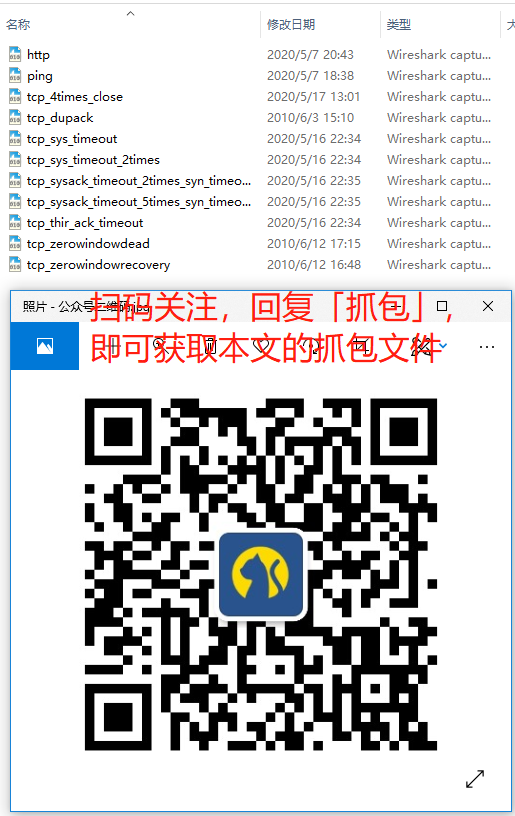 名称 修改日期 类型 大
http 2020/5/7 20:43 Wireshark captu...
ping 2020/5/7 18:38 Wireshark captu...
tcp_4times_close 2020/5/17 13:01 Wireshark captu...
tcp_dupack 2010/6/3 15:10 Wireshark captu...
tcp_sys_timeout 2020/5/16 22:34 Wireshark captu...
tcp_sys_timeout_2times 2020/5/16 22:34 Wireshark captu...
tcp_sysack_timeout_2times_syn_timeo... 2020/5/16 22:35 Wireshark captu...
tcp_sysack_timeout_5times_syn_timeo... 2020/5/16 22:35 Wireshark captu...
tcp_thir_ack_timeout 2020/5/16 22:34 Wireshark captu...
tcp_zerowindowdead 2010/6/12 17:15 Wireshark captu...
tcp_zerowindowrecovery 2010/6/12 16:48 Wireshark captu...
照片 - 公众号二维码.jpg
扫码关注，回复「抓包」，
即可获取本文的抓包文件